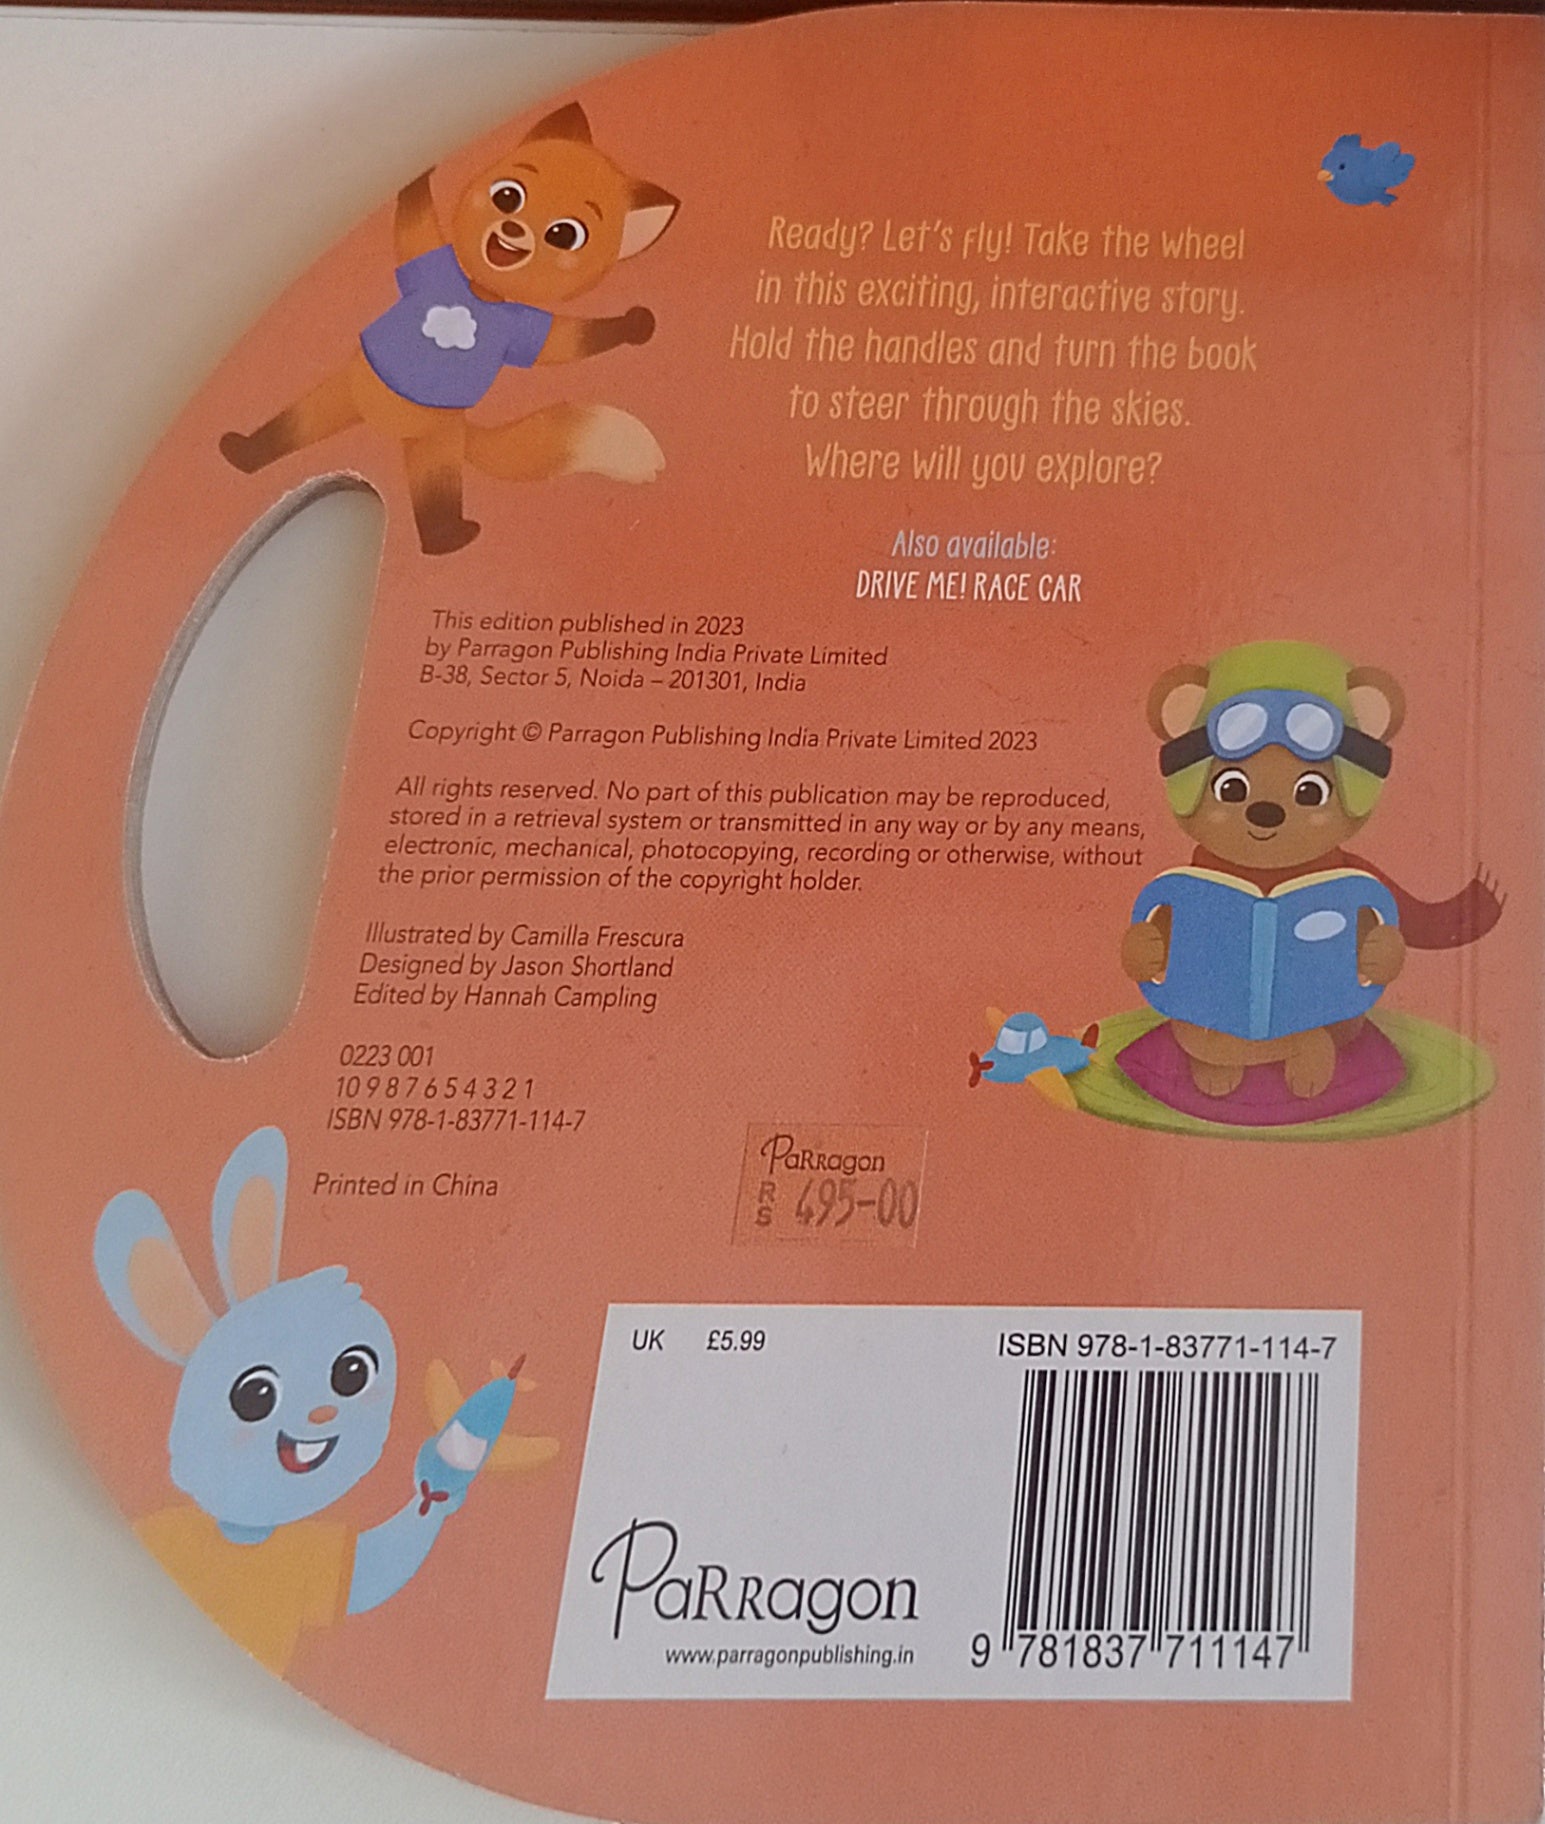 Ready? Let's fly! Take the wheel
in this exciting, interactive story.
Hold the handles and turn the book
to steer through the skies.
Where will you explore?
Also available:
DRIVE ME! RACE CAR
This edition published in 2023
by Parragon Publishing India Private Limited
B-38, Sector 5, Noida – 201301, India
Copyright © Parragon Publishing India Private Limited 2023
All rights reserved. No part of this publication may be reproduced,
stored in a retrieval system or transmitted in any way or by any means,
electronic, mechanical, photocopying, recording or otherwise, without
the prior permission of the copyright holder.
Illustrated by Camilla Frescura
Designed by Jason Shortland
Edited by Hannah Campling
0223 001
10 9 8 7 6 5 4 3 2 1
ISBN 978-1-83771-114-7
Printed in China
PaRRagon
RS 495-00
UK £5.99
ISBN 978-1-83771-114-7
PaRRagon
www.parragonpublishing.in
9 781837 711147